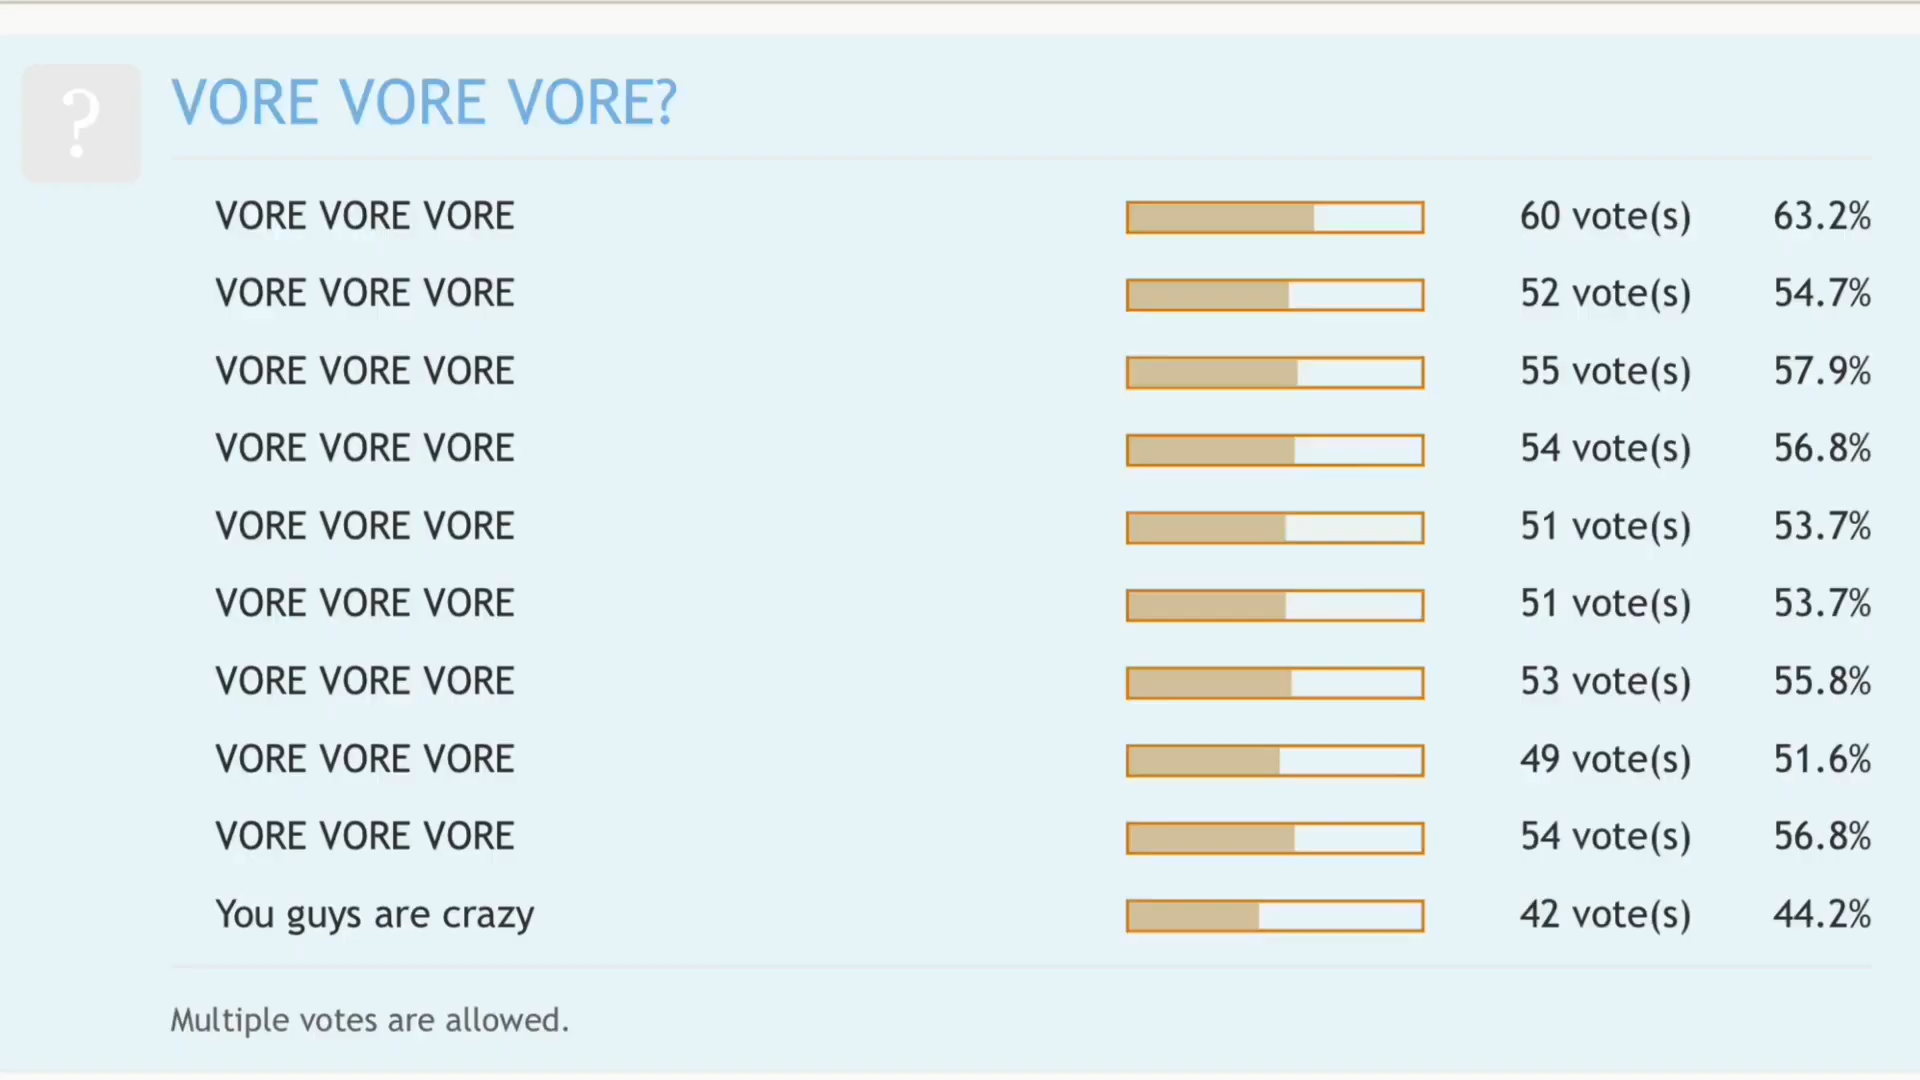 ?
VORE VORE VORE?
VORE VORE VORE 60 vote(s) 63.2%
VORE VORE VORE 52 vote(s) 54.7%
VORE VORE VORE 55 vote(s) 57.9%
VORE VORE VORE 54 vote(s) 56.8%
VORE VORE VORE 51 vote(s) 53.7%
VORE VORE VORE 51 vote(s) 53.7%
VORE VORE VORE 53 vote(s) 55.8%
VORE VORE VORE 49 vote(s) 51.6%
VORE VORE VORE 54 vote(s) 56.8%
You guys are crazy 42 vote(s) 44.2%
Multiple votes are allowed.